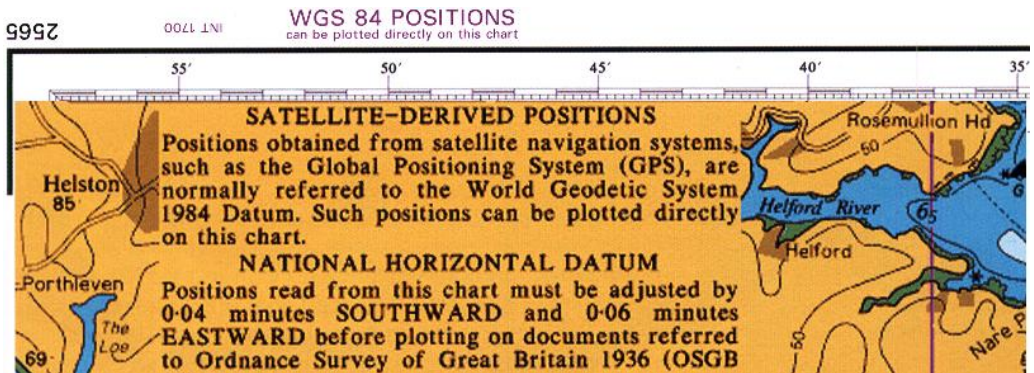 2565
INT 1700
WGS 84 POSITIONS
can be plotted directly on this chart
55' 50' 45' 40' 35'
SATELLITE-DERIVED POSITIONS
Positions obtained from satellite navigation systems,
such as the Global Positioning System (GPS), are
normally referred to the World Geodetic System
1984 Datum. Such positions can be plotted directly
on this chart.
NATIONAL HORIZONTAL DATUM
Positions read from this chart must be adjusted by
0·04 minutes SOUTHWARD and 0·06 minutes
EASTWARD before plotting on documents referred
to Ordnance Survey of Great Britain 1936 (OSGB
Helston
85
Porthleven
The
Loe
69
Rosemullion Hd
50
Helford River
6₅
G
Helford
50
Nare P